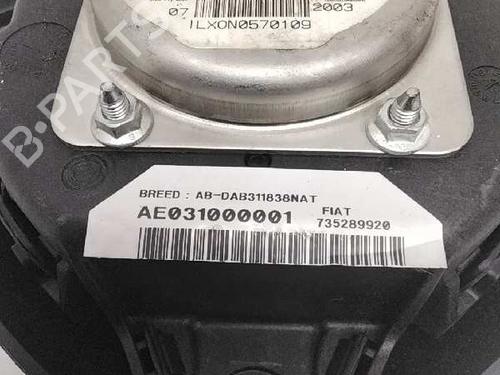 07 2003
ILXON0570109
B-PARTS
BREED : AB-DAB311838NAT
AE031000001 FIAT
735289920